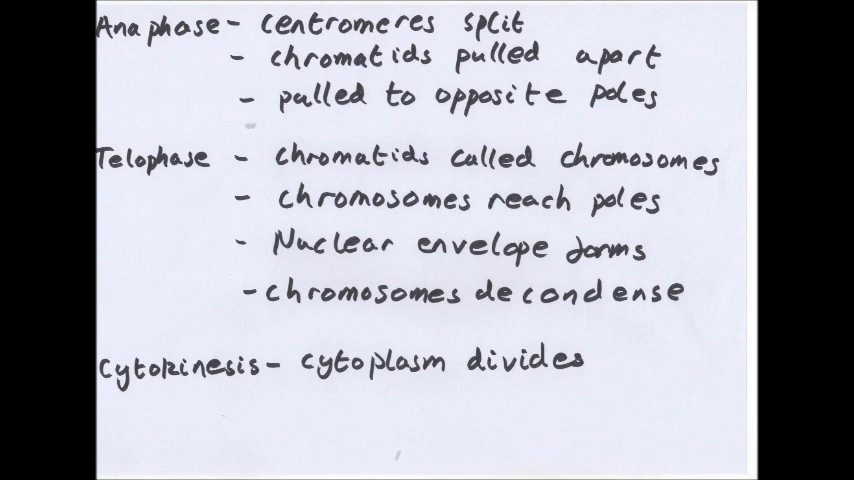 Anaphase - centromeres split
- chromatids pulled apart
- pulled to opposite poles
Telophase - chromatids called chromosomes
- chromosomes reach poles
- Nuclear envelope forms
- chromosomes decondense
Cytokinesis - cytoplasm divides